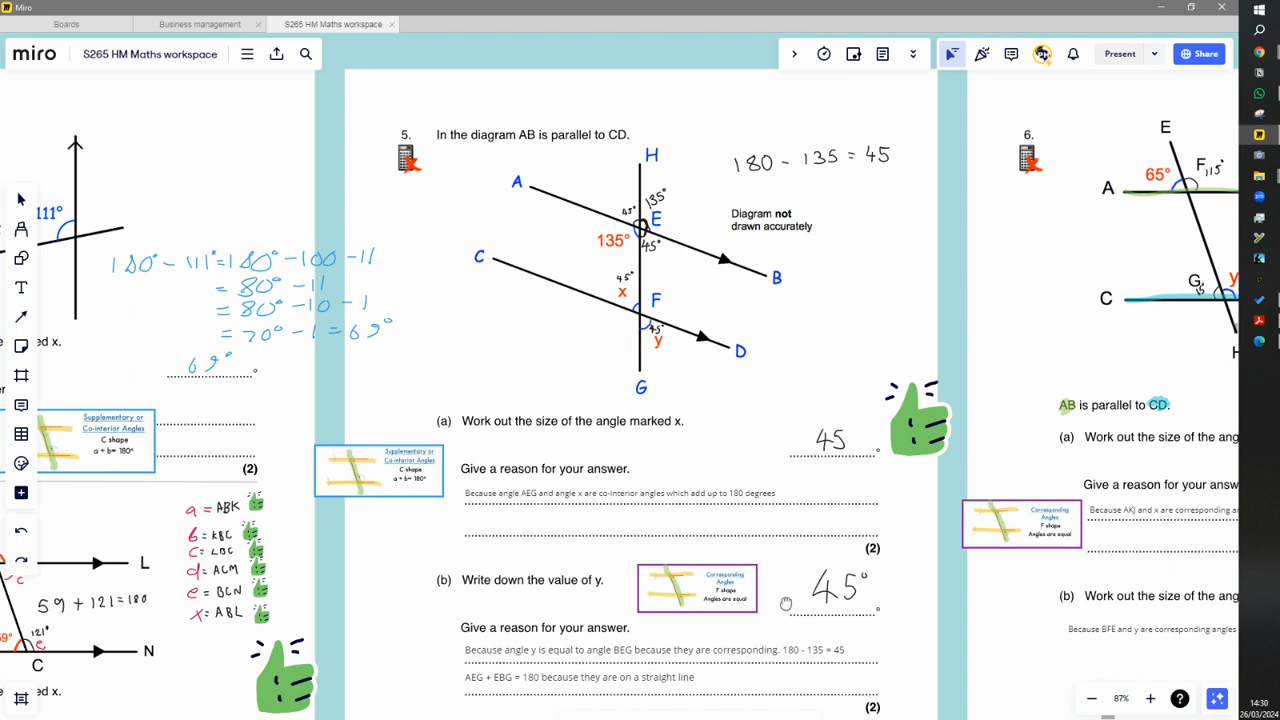 Miro
Boards
Business management
S265 HM Maths workspace
miro
S265 HM Maths workspace
Present
Share
111°
180° - 111° = 180° - 100 - 11
= 80° - 11
= 80° - 10 - 1
= 70° - 1 = 69°
ed x.
69°
°
er
Supplementary or
Co-interior Angles
C shape
a + b = 180°
(2)
a = ABK
b = KBC
c = LBC
d = ACM
e = BCN
x = ABL
L
c
59 + 121 = 180
59°
121°
e
C
N
ed x.
5.
In the diagram AB is parallel to CD.
180 - 135 = 45
H
A
45°
135°
E
135°
45°
Diagram not
drawn accurately
C
B
45°
x
F
45°
y
D
G
(a) Work out the size of the angle marked x.
45
°
Give a reason for your answer.
Supplementary or
Co-interior Angles
C shape
a + b = 180°
Because angle AEG and angle x are co-interior angles which add up to 180 degrees
(2)
(b) Write down the value of y.
Corresponding
Angles
F shape
Angles are equal
45°
°
Give a reason for your answer.
Because angle y is equal to angle BEG because they are corresponding. 180 - 135 = 45
AEG + EBG = 180 because they are on a straight line
(2)
6.
E
65°
F 115°
A
G
C
y
H
AB is parallel to CD.
(a) Work out the size of the ang
Give a reason for your answer.
Corresponding
Angles
F shape
Angles are equal
Because AKJ and x are corresponding an
(b) Work out the size of the ang
Because BFE and y are corresponding angles
87%
14:30
26/03/2024